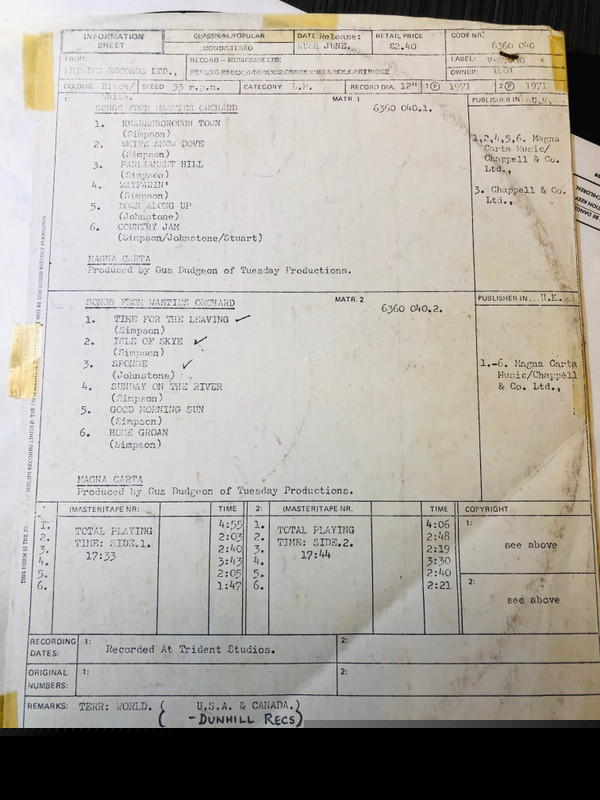 INFORMATION SHEET
CLASSICAL/POPULAR
MONO/STEREO
DATE Release:
JUNE.
RETAIL PRICE
£2.40
CODE NR:
6360 040
FROM:
RECORDS LTD.,
RECORD – MUSICASSETTE
LABEL:
OWNER:
COLOUR Black/
White.
SPEED 33 r.p.m.
CATEGORY L.P.
RECORD DIA. 12"
1 Ⓟ 1971
2 Ⓟ 1971
1.
SONGS FROM WASTIES ORCHARD
MATR. 1
6360 040.1.
PUBLISHER IN...U.K.
1. KNARESBOROUGH TOWN
(Simpson)
2. WHITE SNOW DOVE
(Simpson)
3. PARLIAMENT HILL
(Simpson)
4. WAYFARIN'
(Simpson)
5. DOWN ALONG UP
(Johnstone)
6. COUNTRY JAM
(Simpson/Johnstone/Stuart)
1,2,4,5,6. Magna
Carta Music/
Chappell & Co.
Ltd.,
3. Chappell & Co.
Ltd.,
MAGNA CARTA
Produced by Gus Dudgeon of Tuesday Productions.
SONGS FROM WASTIES ORCHARD
MATR. 2
6360 040.2.
PUBLISHER IN...U.K.
1. TIME FOR THE LEAVING ✓
(Simpson)
2. ISLE OF SKYE ✓
(Simpson)
3. SPONGE ✓
(Johnstone)
4. SUNDAY ON THE RIVER
(Simpson)
5. GOOD MORNING SUN
(Simpson)
6. HOME GROAN
(Simpson)
1.-6. Magna Carta
Music/Chappell
& Co. Ltd.,
MAGNA CARTA
Produced by Gus Dudgeon of Tuesday Productions.
(MASTER)TAPE NR:
TIME
2:
(MASTER)TAPE NR.
TIME
COPYRIGHT
1. 4:55 1. 4:06
2. 2:03 2. 2:48
3. 2:40 3. 2:19
4. 3:43 4. 3:30
5. 2:05 5. 2:40
6. 1:47 6. 2:21
TOTAL PLAYING
TIME: SIDE.1.
17:33
TOTAL PLAYING
TIME: SIDE.2.
17:44
1:
see above
2:
see above
RECORDING DATES:
1: Recorded At Trident Studios.
2:
ORIGINAL NUMBERS:
1:
2:
REMARKS: TERR: WORLD. ( U.S.A. & CANADA.)
- DUNHILL RECS)